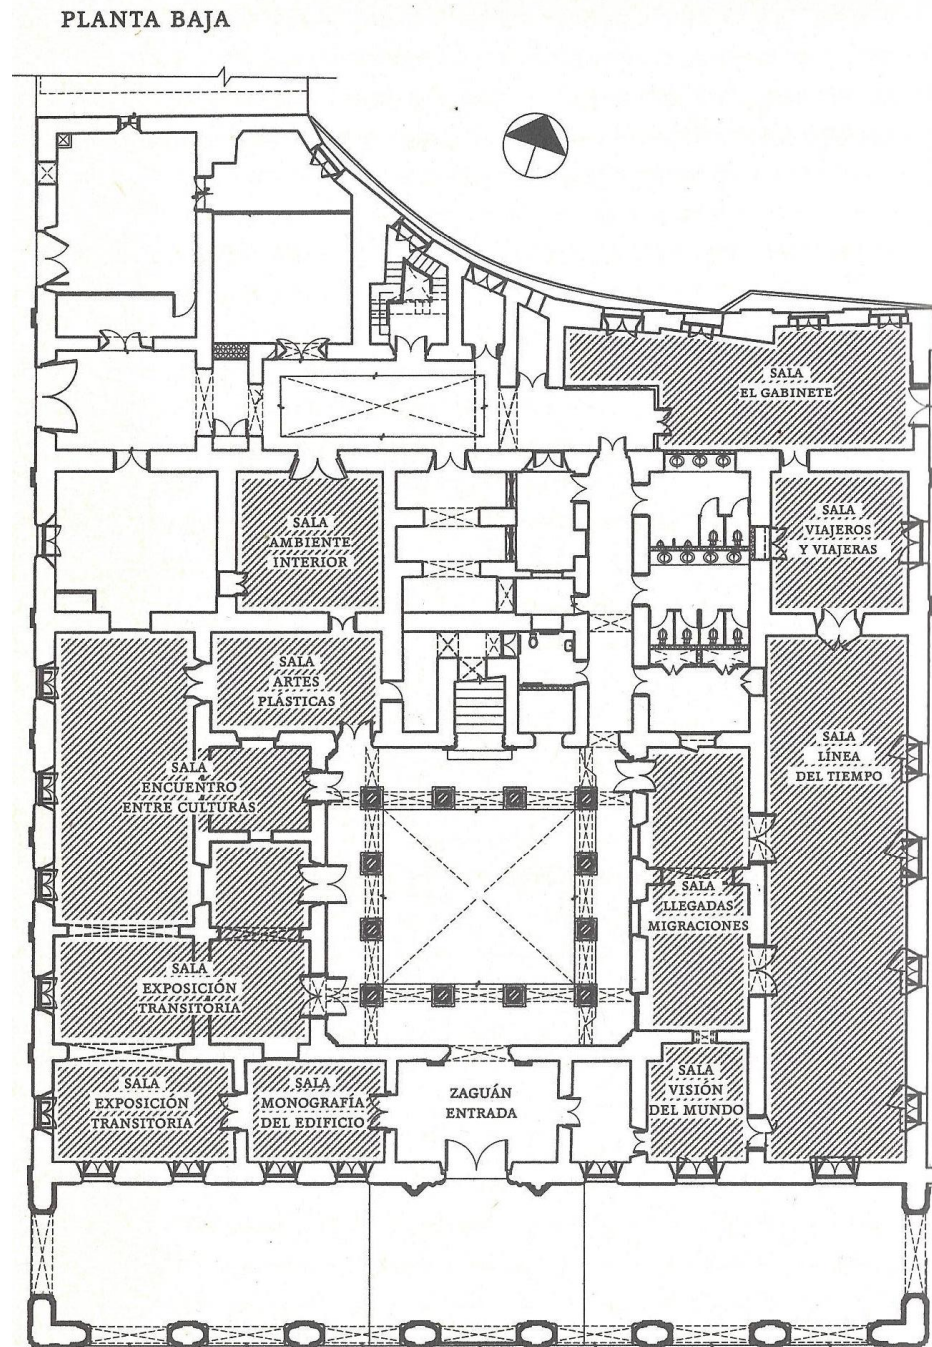 PLANTA BAJA
SALA
EL GABINETE
SALA
AMBIENTE
INTERIOR
SALA
VIAJEROS
Y VIAJERAS
SALA
ARTES
PLÁSTICAS
SALA
ENCUENTRO
ENTRE CULTURAS
SALA
LÍNEA
DEL TIEMPO
SALA
LLEGADAS
MIGRACIONES
SALA
EXPOSICIÓN
TRANSITORIA
SALA
EXPOSICIÓN
TRANSITORIA
SALA
MONOGRAFÍA
DEL EDIFICIO
ZAGUÁN
ENTRADA
SALA
VISIÓN
DEL MUNDO